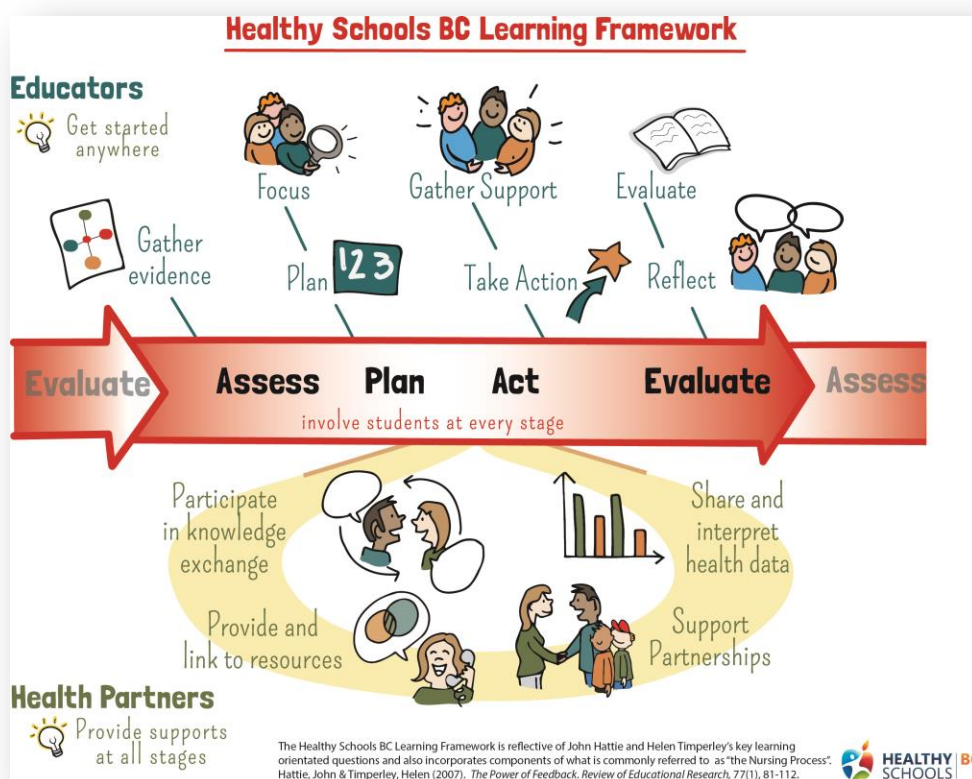 Healthy Schools BC Learning Framework
Educators
Get started
anywhere
Focus
Gather Support
Evaluate
Gather
evidence
Plan
123
Take Action
Reflect
Evaluate
Assess
Plan
Act
Evaluate
Assess
involve students at every stage
Participate
in knowledge
exchange
Share and
interpret
health data
Provide and
link to resources
Support
Partnerships
Health Partners
Provide supports
at all stages
The Healthy Schools BC Learning Framework is reflective of John Hattie and Helen Timperley's key learning
orientated questions and also incorporates components of what is commonly referred to as "the Nursing Process".
Hattie, John & Timperley, Helen (2007). The Power of Feedback. Review of Educational Research, 77(1), 81-112.
HEALTHY
SCHOOLS